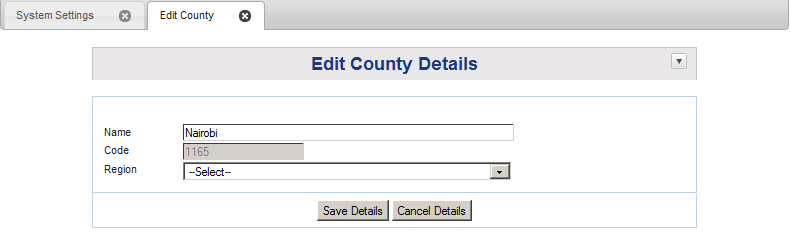 System Settings Edit County
Edit County Details
Name Nairobi
Code 1165
Region --Select--
Save Details Cancel Details